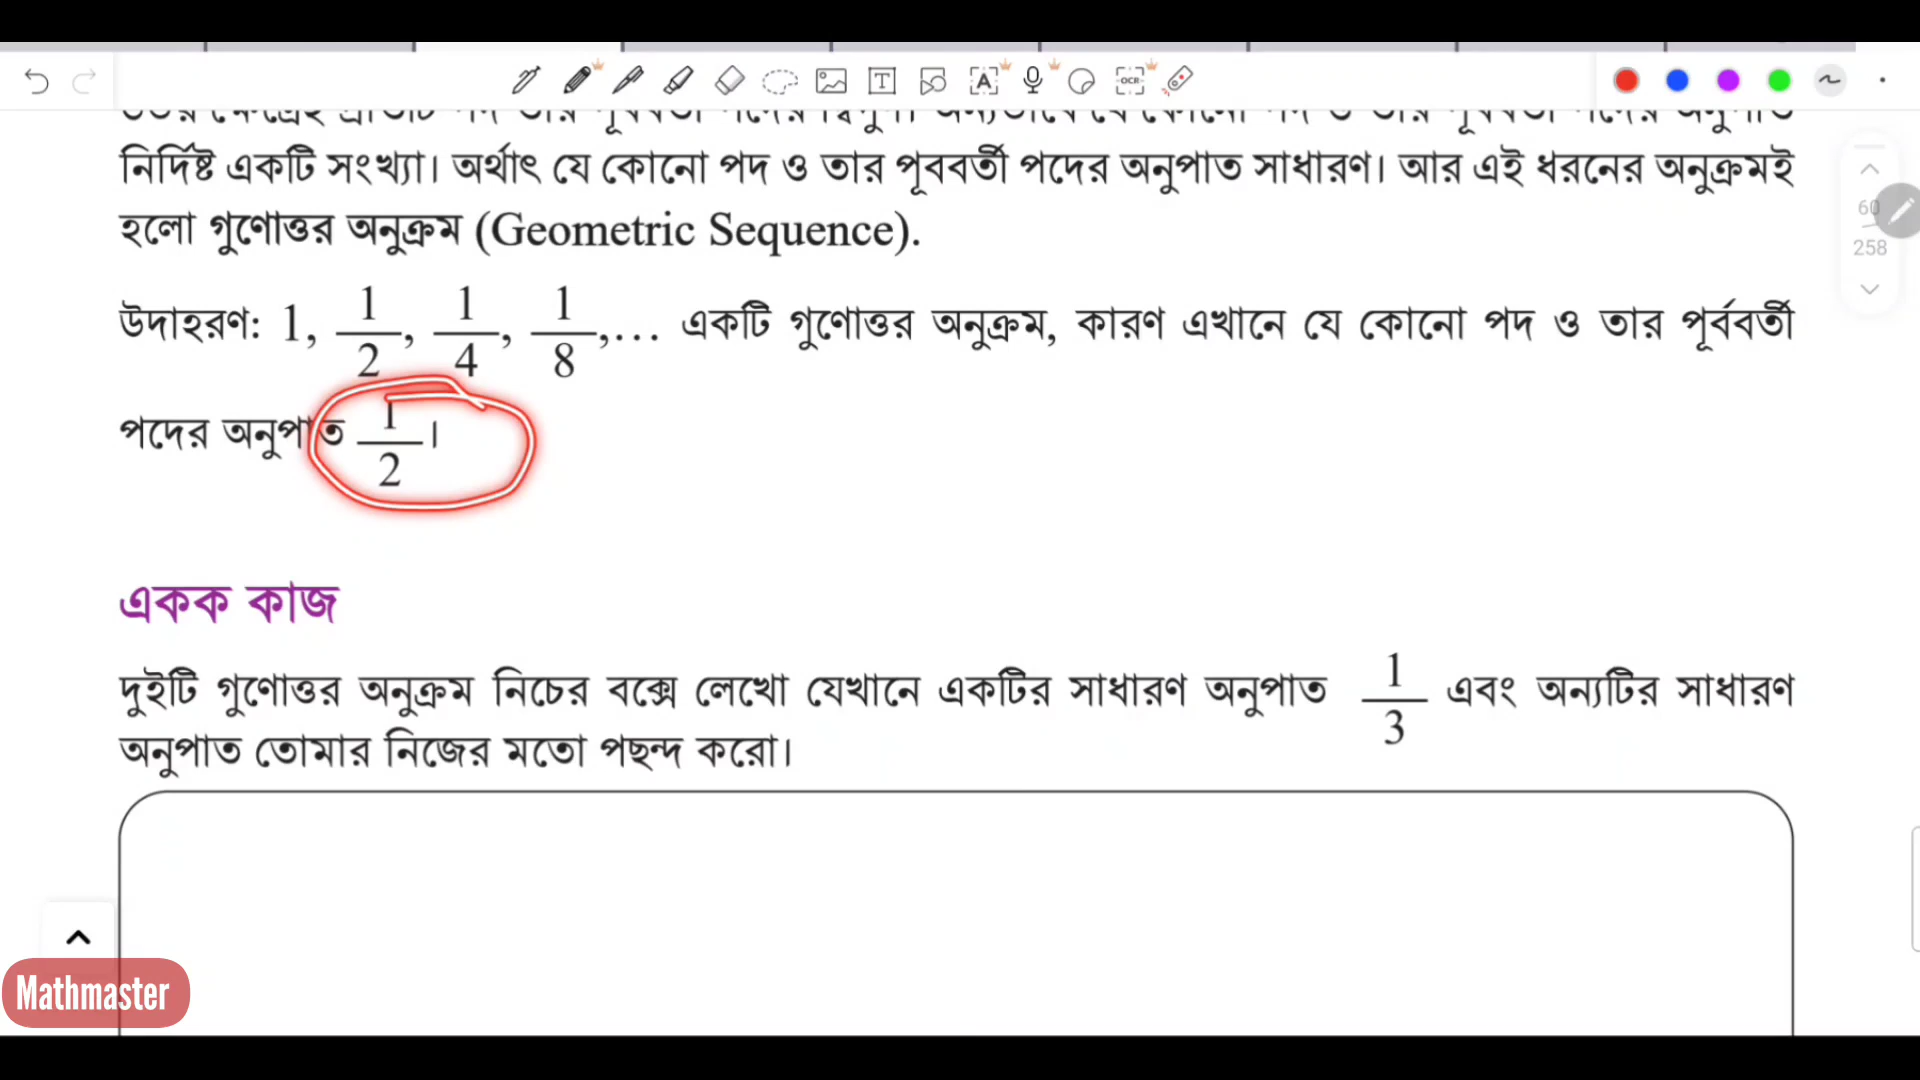 নির্দিষ্ট একটি সংখ্যা। অর্থাৎ যে কোনো পদ ও তার পূববর্তী পদের অনুপাত সাধারণ। আর এই ধরনের অনুক্রমই
হলো গুণোত্তর অনুক্রম (Geometric Sequence).
উদাহরণ: 1, 1/2, 1/4, 1/8,... একটি গুণোত্তর অনুক্রম, কারণ এখানে যে কোনো পদ ও তার পূর্ববর্তী
পদের অনুপাত 1/2।
একক কাজ
দুইটি গুণোত্তর অনুক্রম নিচের বক্সে লেখো যেখানে একটির সাধারণ অনুপাত 1/3 এবং অন্যটির সাধারণ
অনুপাত তোমার নিজের মতো পছন্দ করো।
60
258
OCR
T
A
Mathmaster